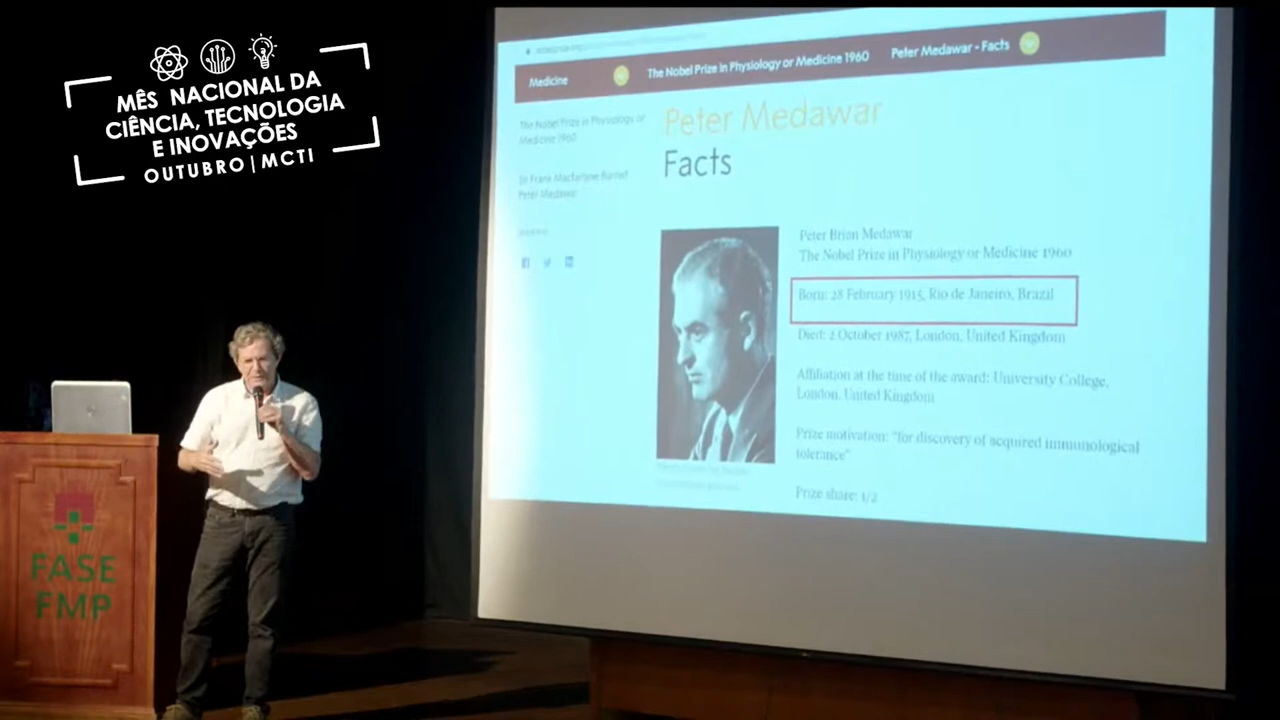 MÊS NACIONAL DA
CIÊNCIA, TECNOLOGIA
E INOVAÇÕES
OUTUBRO | MCTI
Medicine
The Nobel Prize in Physiology or Medicine 1960
Peter Medawar - Facts
The Nobel Prize in Physiology or
Medicine 1960
Sir Frank Macfarlane Burnet
Peter Medawar
Peter Medawar
Facts
Peter Brian Medawar
The Nobel Prize in Physiology or Medicine 1960
Born: 28 February 1915, Rio de Janeiro, Brazil
Died: 2 October 1987, London, United Kingdom
Affiliation at the time of the award: University College,
London, United Kingdom
Prize motivation: "for discovery of acquired immunological
tolerance"
Prize share: 1/2
FASE
FMP